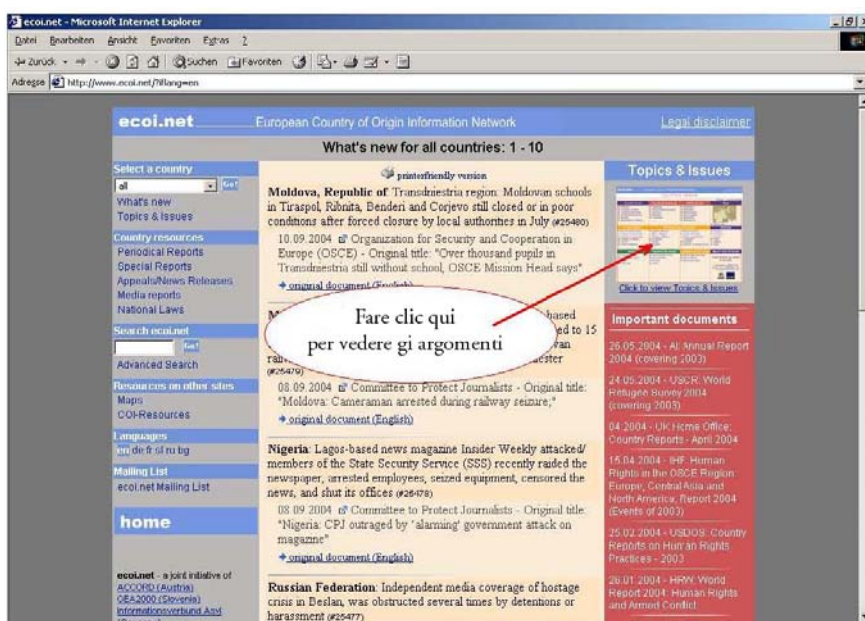 ecoi.net - Microsoft Internet Explorer
Datei Bearbeiten Ansicht Favoriten Extras ?
Zurück Suchen Favoriten
Adresse http://www.ecoi.net/?iflang=en
ecoi.net European Country of Origin Information Network Legal disclaimer
What's new for all countries: 1 - 10
Select a country
all Go!
What's new
Topics & Issues
Country resources
Periodical Reports
Special Reports
Appeals/News Releases
Media reports
National Laws
Search ecoi.net
Go!
Advanced Search
Resources on other sites
Maps
COI-Resources
Languages
en de fr sl ru bg
Mailing List
ecoi.net Mailing List
home
ecoi.net - a joint initiative of
ACCORD (Austria)
GEA2000 (Slovenia)
Informationsverbund Asyl
printerfriendly version
Moldova, Republic of: Transdniestria region: Moldovan schools
in Tiraspol, Ribnita, Benderi and Corjevo still closed or in poor
conditions after forced closure by local authorities in July (#25480)
10.09.2004 Organization for Security and Cooperation in
Europe (OSCE) - Original title: "Over thousand pupils in
Transdniestria still without school, OSCE Mission Head says"
original document (English)
Fare clic qui
per vedere gi argomenti
based
ed to 15
(#25479)
08.09.2004 Committee to Protect Journalists - Original title:
"Moldova: Cameraman arrested during railway seizure;"
original document (English)
Nigeria: Lagos-based news magazine Insider Weekly attacked/
members of the State Security Service (SSS) recently raided the
newspaper, arrested employees, seized equipment, censored the
news, and shut its offices (#25478)
08.09.2004 Committee to Protect Journalists - Original title:
"Nigeria: CPJ outraged by 'alarming' government attack on
magazine"
original document (English)
Russian Federation: Independent media coverage of hostage
crisis in Beslan, was obstructed several times by detentions or
harassment (#25477)
Topics & Issues
Click to view Topics & Issues
Important documents
26.05.2004 - AI: Annual Report
2004 (covering 2003)
24.05.2004 - USCR: World
Refugee Survey 2004
(covering 2003)
04.2004 - UK Home Office:
Country Reports - April 2004
15.04.2004 - IHF: Human
Rights in the OSCE Region:
Europe, Central Asia and
North America, Report 2004
(Events of 2003)
25.02.2004 - USDOS: Country
Reports on Human Rights
Practices - 2003
26.01.2004 - HRW: World
Report 2004: Human Rights
and Armed Conflict